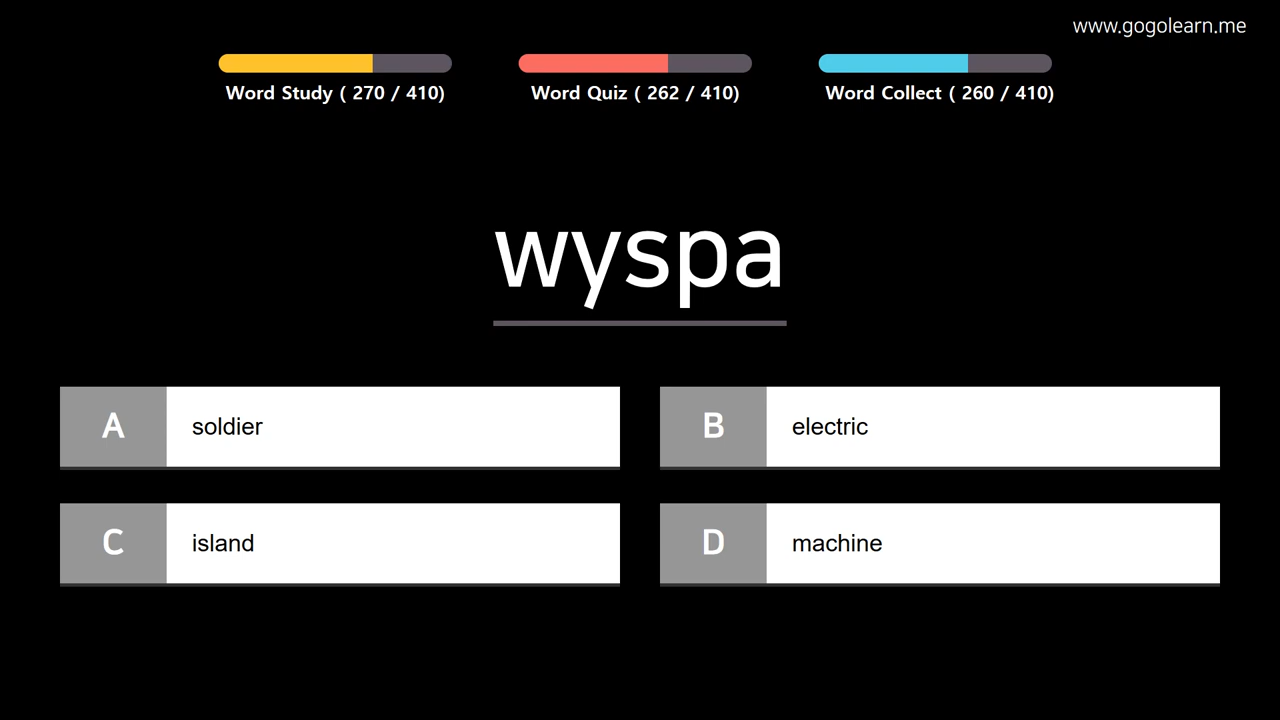 www.gogolearn.me
Word Study ( 270 / 410)
Word Quiz ( 262 / 410)
Word Collect ( 260 / 410)
wyspa
A soldier
B electric
C island
D machine